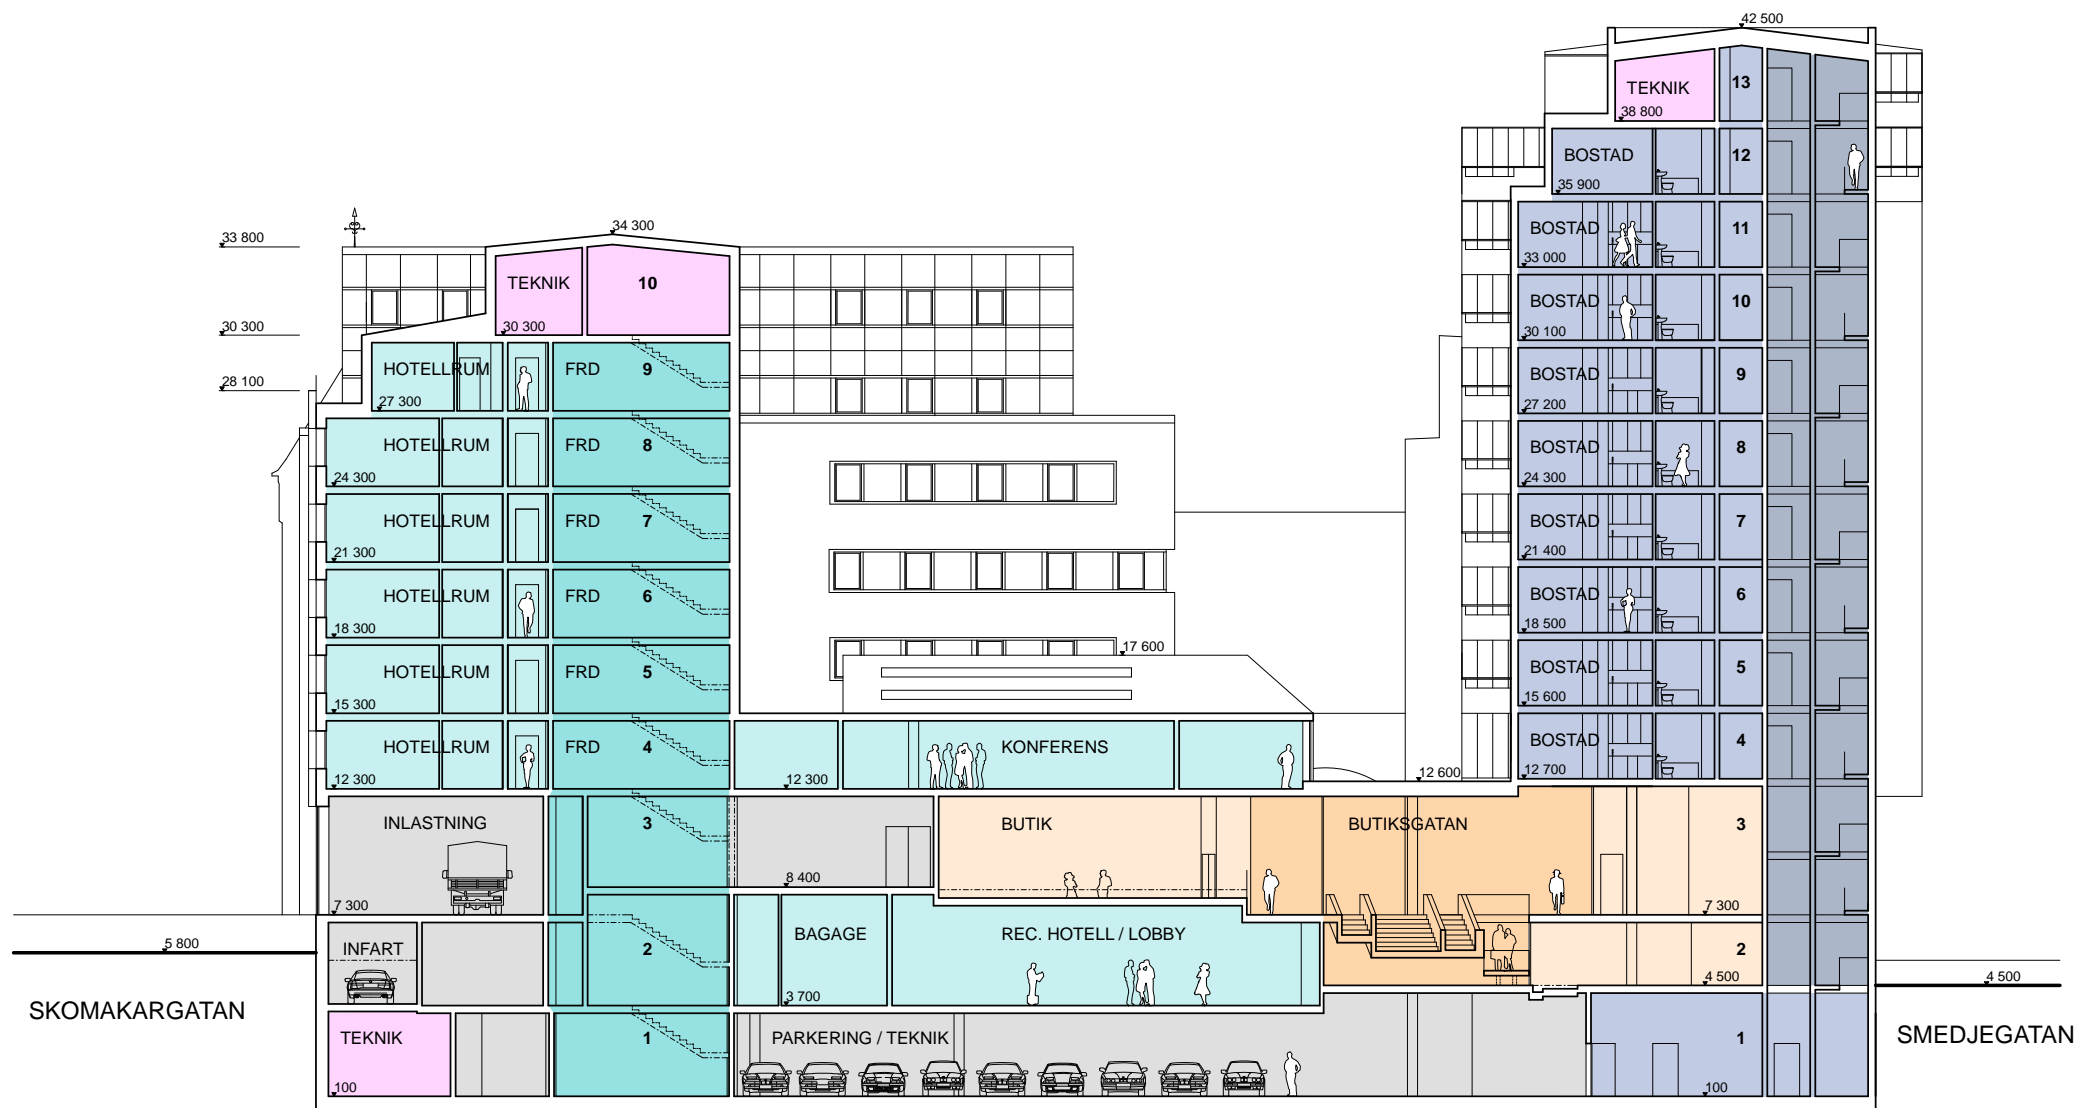 42 500
TEKNIK 13
38 800
BOSTAD 12
35 900
34 300
33 800
BOSTAD 11
33 000
TEKNIK 10
BOSTAD 10
30 300
30 300
30 100
HOTELLRUM FRD 9
BOSTAD 9
28 100
27 300
27 200
HOTELLRUM FRD 8
BOSTAD 8
24 300
24 300
HOTELLRUM FRD 7
BOSTAD 7
21 300
21 400
HOTELLRUM FRD 6
BOSTAD 6
18 300
18 500
17 600
HOTELLRUM FRD 5
BOSTAD 5
15 300
15 600
HOTELLRUM FRD 4
KONFERENS
BOSTAD 4
12 300
12 300
12 600
12 700
INLASTNING 3
BUTIK
BUTIKSGATAN 3
8 400
7 300
7 300
5 800
INFART 2
BAGAGE
REC. HOTELL / LOBBY
2
4 500
4 500
3 700
SKOMAKARGATAN
TEKNIK 1
PARKERING / TEKNIK
1
SMEDJEGATAN
100
100